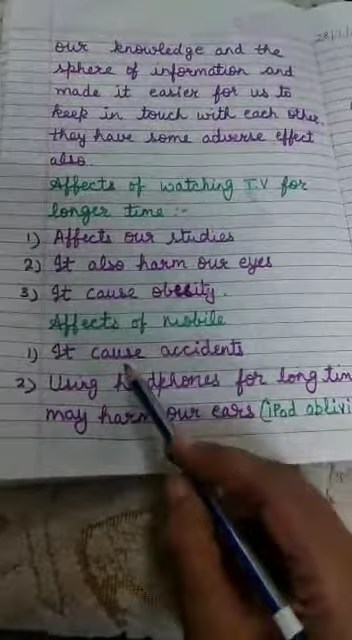 our knowledge and the
sphere of information and
made it easier for us to
keep in touch with each other.
they have some adverse effect
also.
Affects of watching T.V for
longer time :-
1) Affects our studies
2) It also harm our eyes
3) It cause obesity.
Affects of mobile
1) It cause accidents
2) Using headphones for long
may harm our ears (iPod